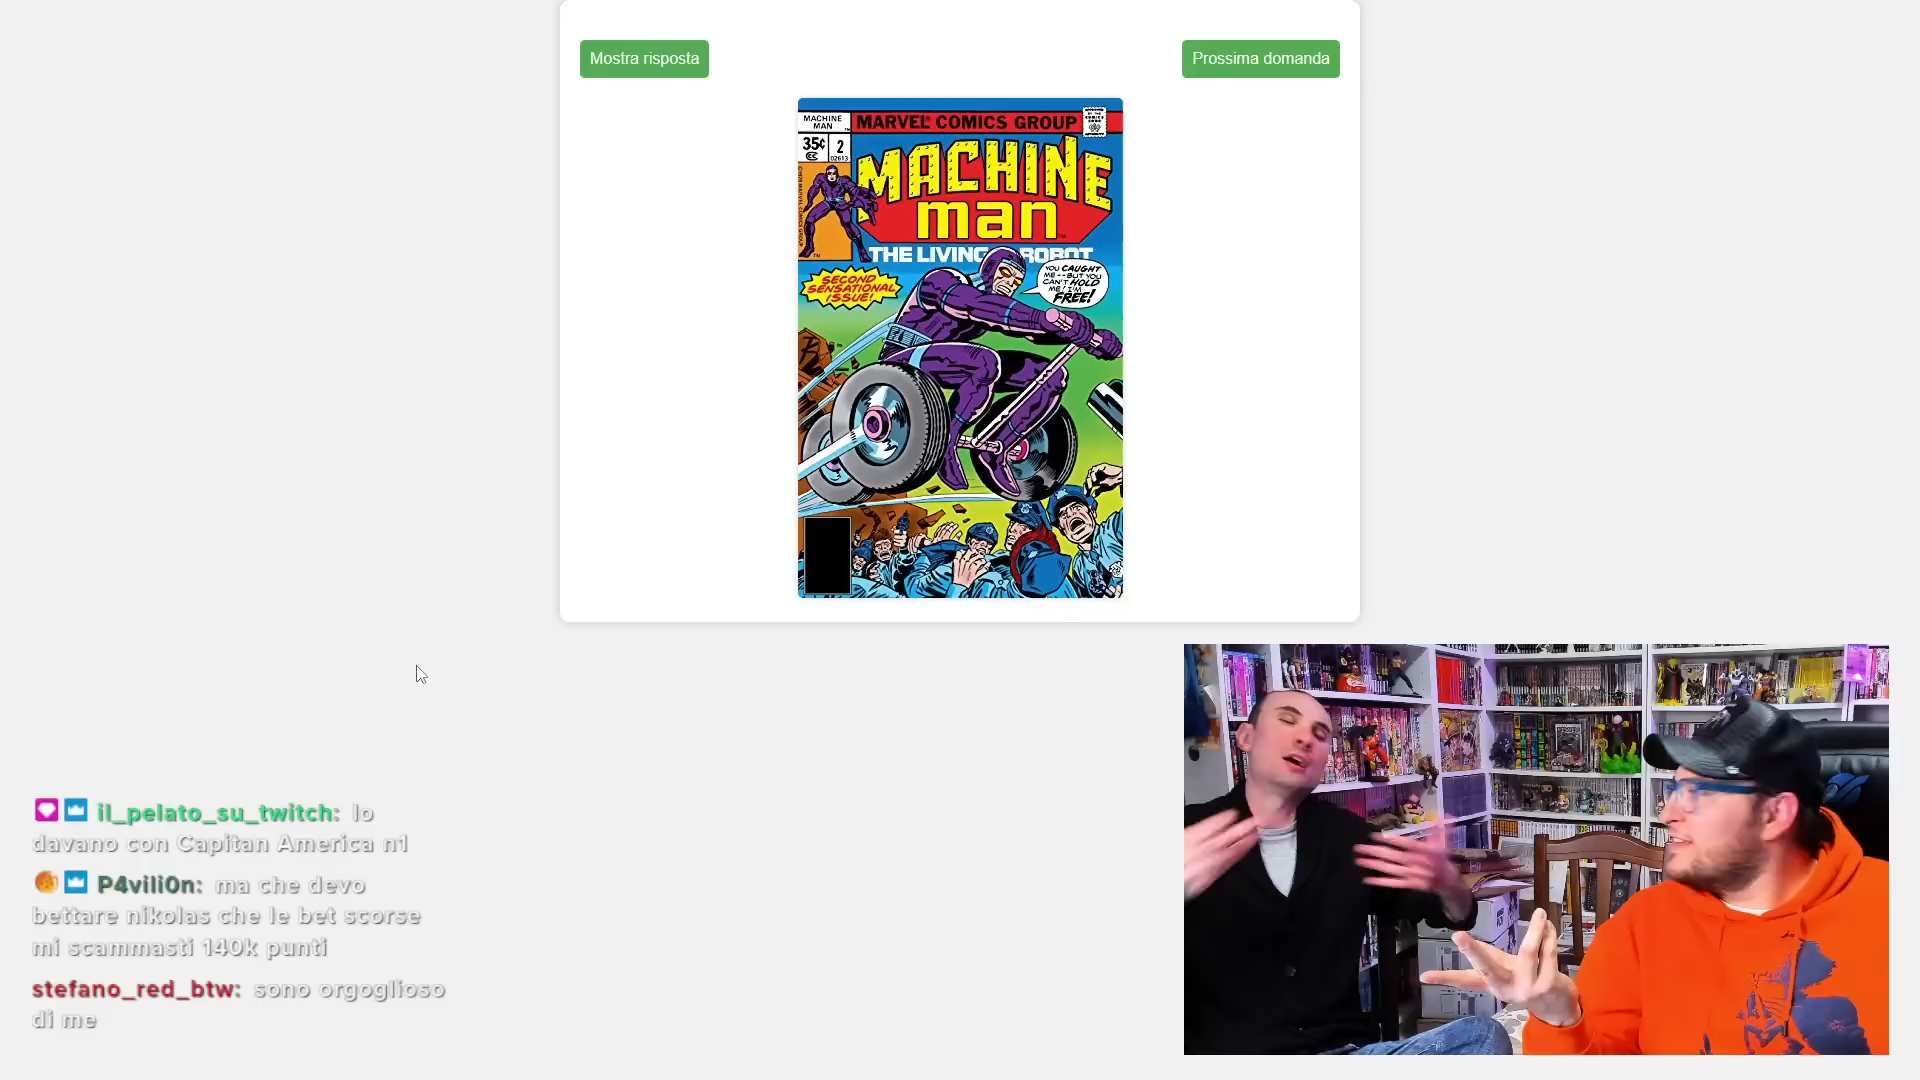 Mostra risposta
Prossima domanda
MACHINE
MAN
MARVEL COMICS GROUP
35¢
2
02613
MACHINE
man
THE LIVING ROBOT
SECOND
SENSATIONAL
ISSUE!
YOU CAUGHT
ME -- BUT YOU
CAN'T HOLD
ME! I'M
FREE!
il_pelato_su_twitch: lo
davano con Capitan America n1
P4vili0n: ma che devo
bettare nikolas che le bet scorse
mi scammasti 140k punti
stefano_red_btw: sono orgoglioso
di me